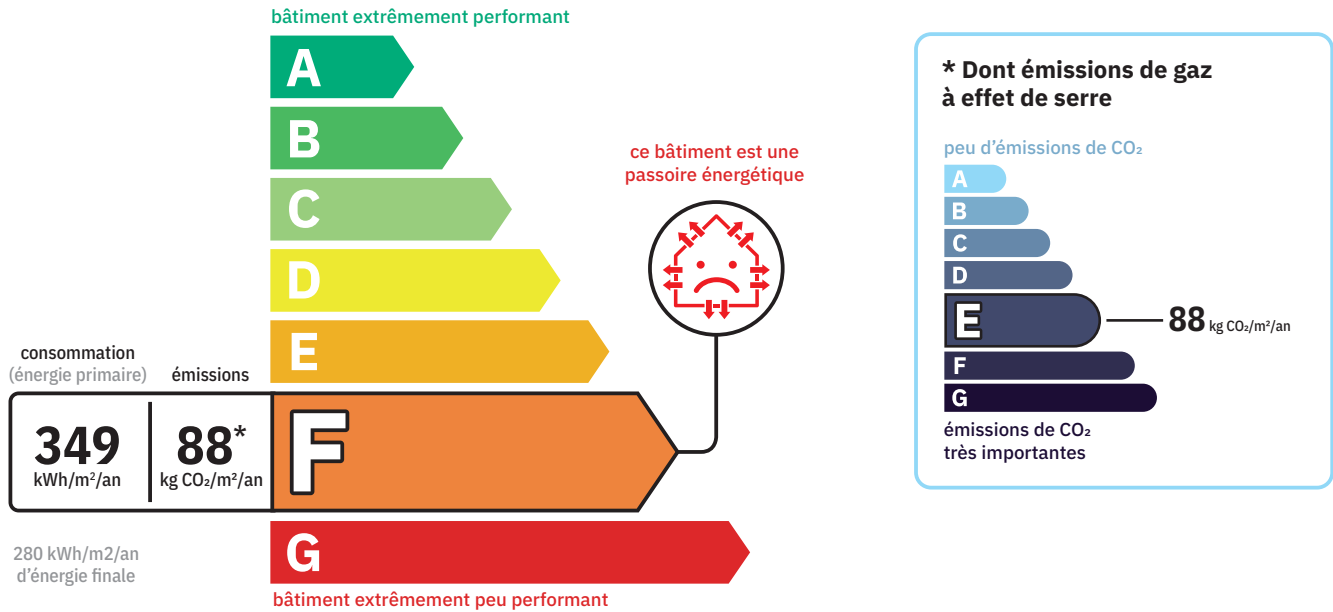 bâtiment extrêmement performant
A
B
C
D
E
ce bâtiment est une
passoire énergétique
consommation
(énergie primaire)
émissions
349
kWh/m²/an
88*
kg CO₂/m²/an
F
280 kWh/m2/an
d'énergie finale
G
bâtiment extrêmement peu performant
* Dont émissions de gaz
à effet de serre
peu d'émissions de CO₂
A
B
C
D
E
88 kg CO₂/m²/an
F
G
émissions de CO₂
très importantes